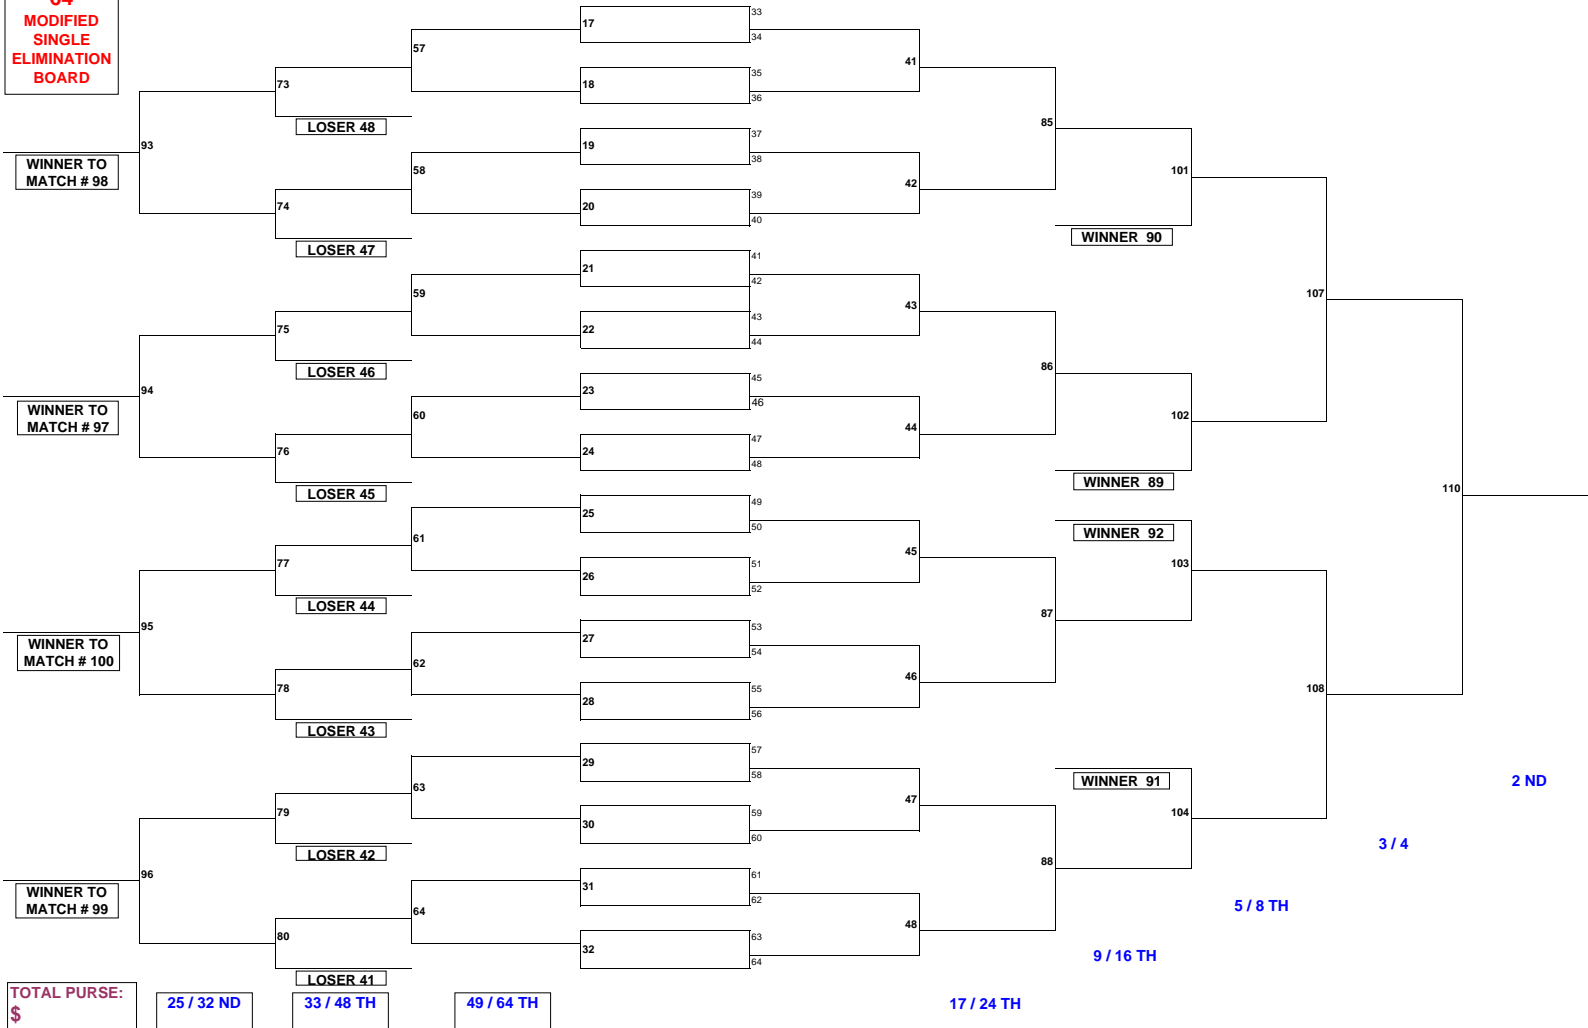 64
MODIFIED
SINGLE
ELIMINATION
BOARD
17
33
34
57
41
18
35
36
73
LOSER 48
85
19
37
38
93
WINNER TO
MATCH # 98
58
42
101
20
39
40
74
LOSER 47
WINNER 90
21
41
42
59
43
107
22
43
44
75
LOSER 46
86
23
45
46
94
WINNER TO
MATCH # 97
60
44
102
24
47
48
76
LOSER 45
WINNER 89
110
25
49
50
61
45
WINNER 92
26
51
52
77
LOSER 44
103
87
27
53
54
95
WINNER TO
MATCH # 100
62
46
28
55
56
78
LOSER 43
108
29
57
58
63
47
WINNER 91
2 ND
30
59
60
79
LOSER 42
104
3 / 4
88
31
61
62
96
WINNER TO
MATCH # 99
64
48
5 / 8 TH
32
63
64
80
LOSER 41
9 / 16 TH
TOTAL PURSE:
$
25 / 32 ND
33 / 48 TH
49 / 64 TH
17 / 24 TH